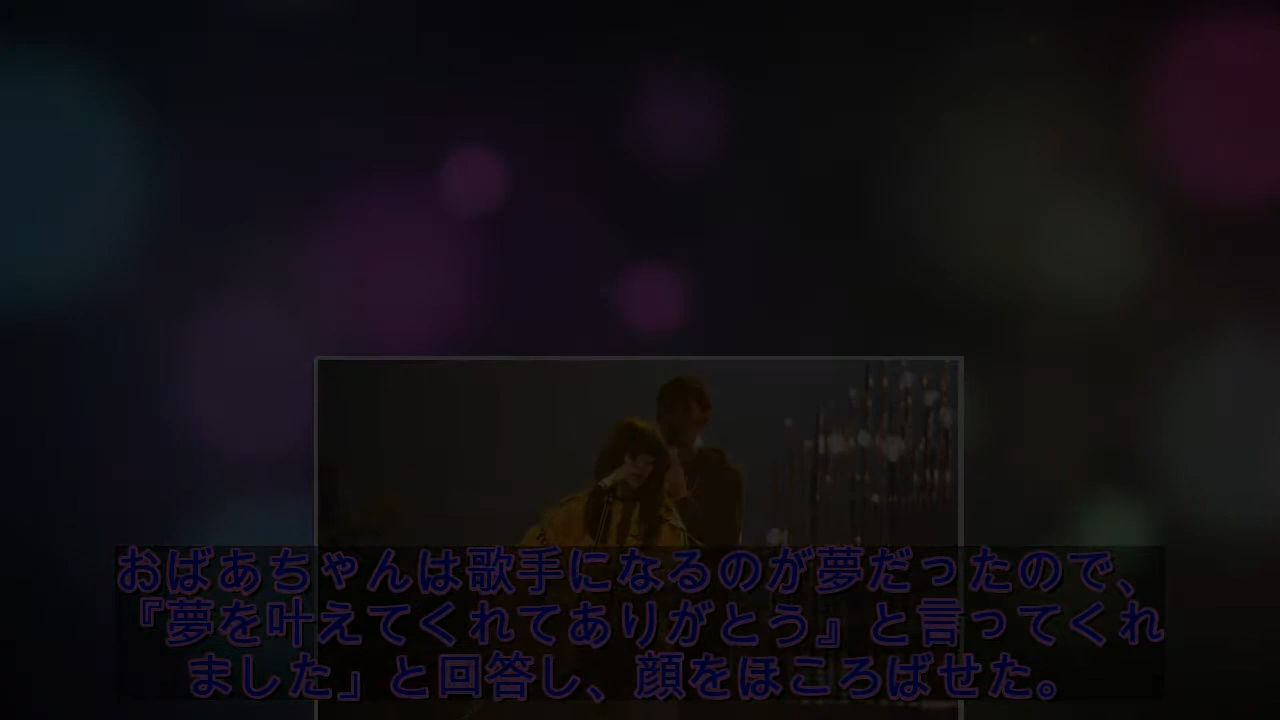 おばあちゃんは歌手になるのが夢だったので、
『夢を叶えてくれてありがとう』と言ってくれ
ました」と回答し、顔をほころばせた。